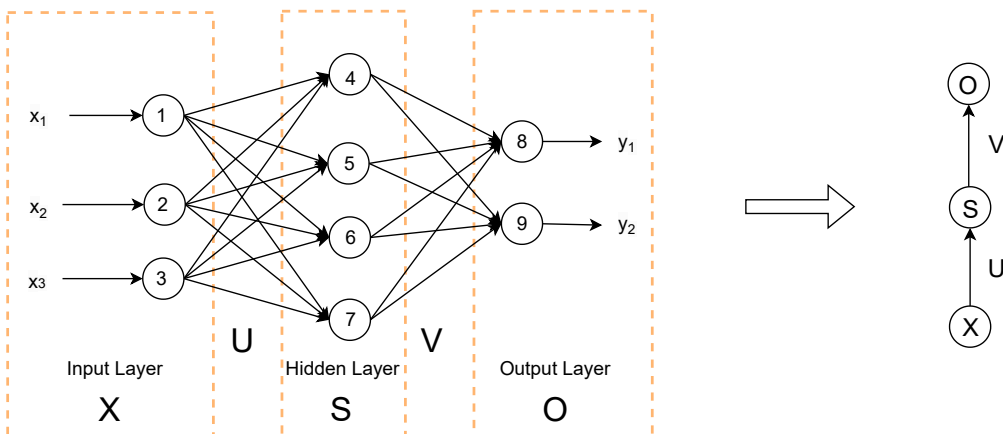 x1
x2
x3
1
2
3
4
5
6
7
8
9
y1
y2
U
V
Input Layer
Hidden Layer
Output Layer
X
S
O
O
V
S
U
X